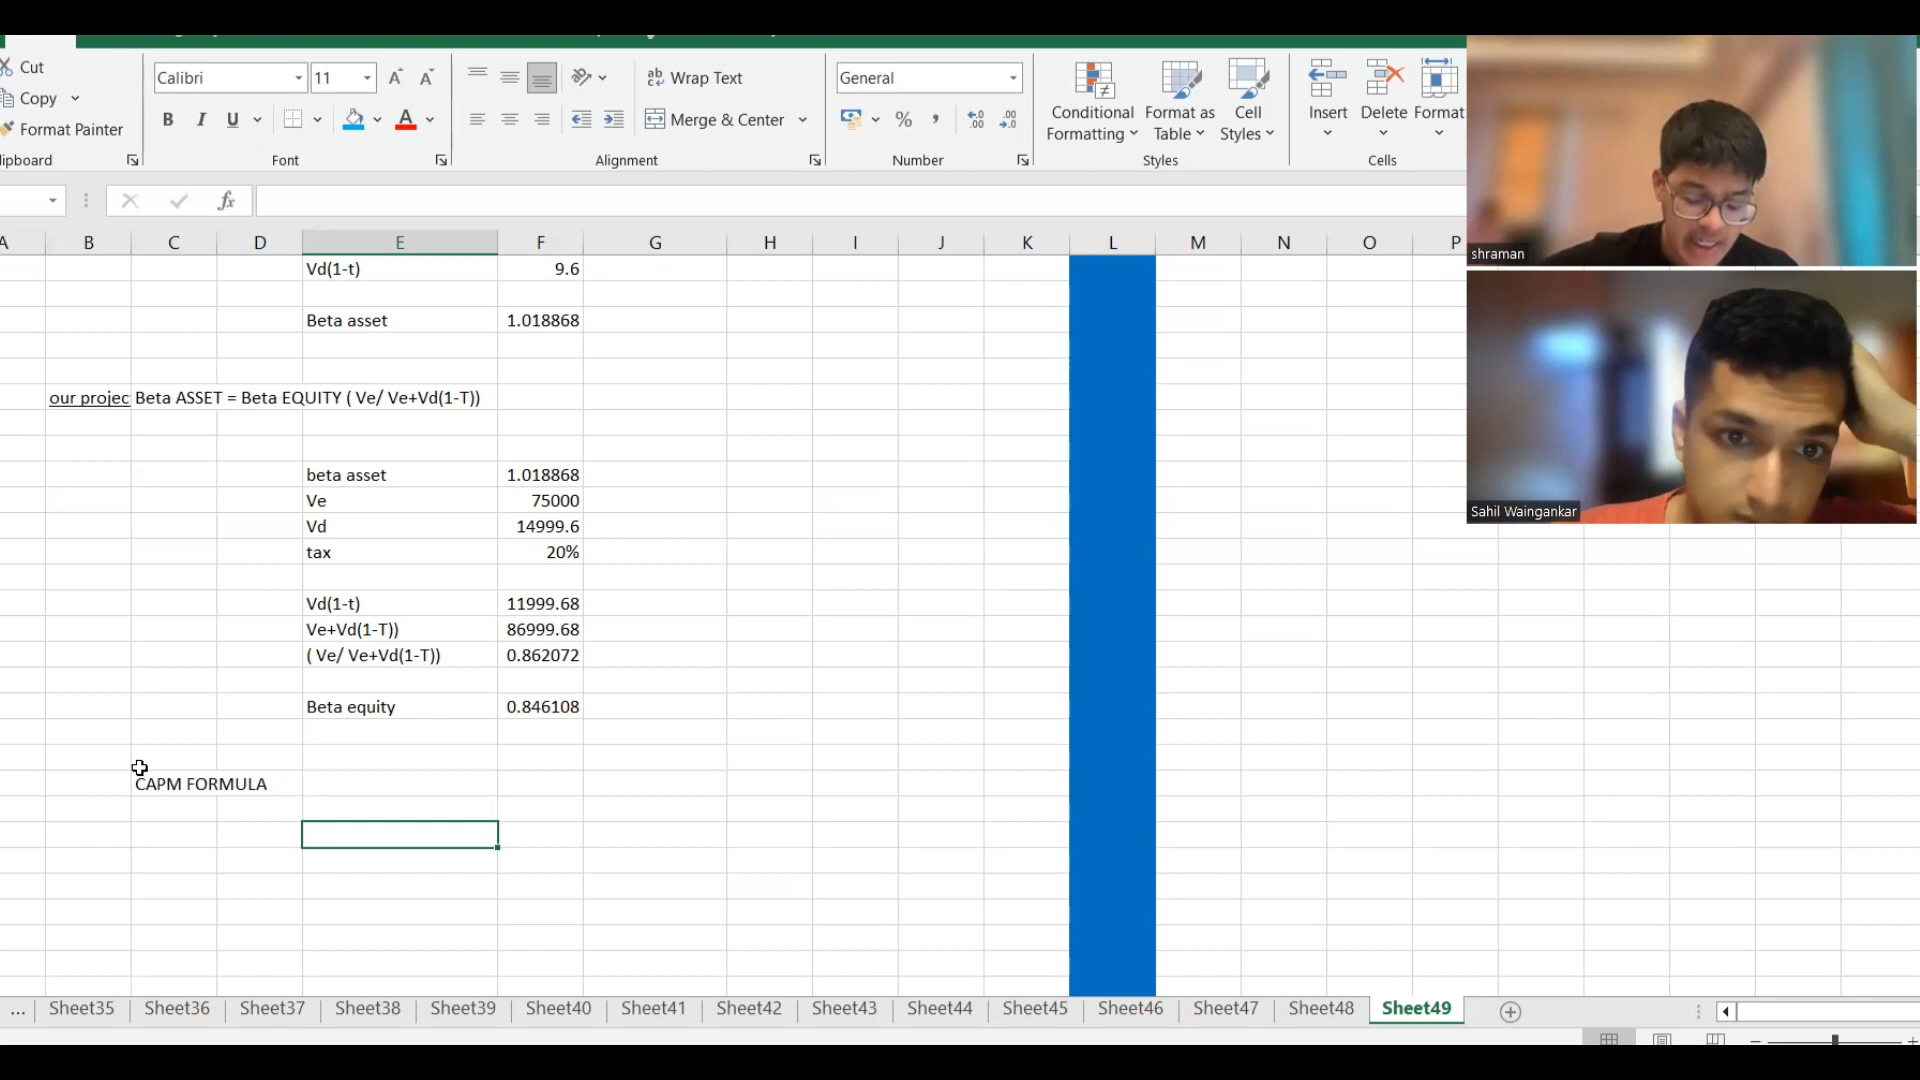 Cut
Copy
Format Painter
lipboard
Calibri
11
B I U
Font
ab
Wrap Text
Merge & Center
Alignment
General
%
Number
Conditional Formatting
Format as Table
Cell Styles
Styles
Insert
Delete
Format
Cells
fx
A B C D E F G H I J K L M N O P
Vd(1-t) 9.6
Beta asset 1.018868
our projec Beta ASSET = Beta EQUITY ( Ve/ Ve+Vd(1-T))
beta asset 1.018868
Ve 75000
Vd 14999.6
tax 20%
Vd(1-t) 11999.68
Ve+Vd(1-T)) 86999.68
( Ve/ Ve+Vd(1-T)) 0.862072
Beta equity 0.846108
CAPM FORMULA
shraman
Sahil Waingankar
... Sheet35 Sheet36 Sheet37 Sheet38 Sheet39 Sheet40 Sheet41 Sheet42 Sheet43 Sheet44 Sheet45 Sheet46 Sheet47 Sheet48 Sheet49